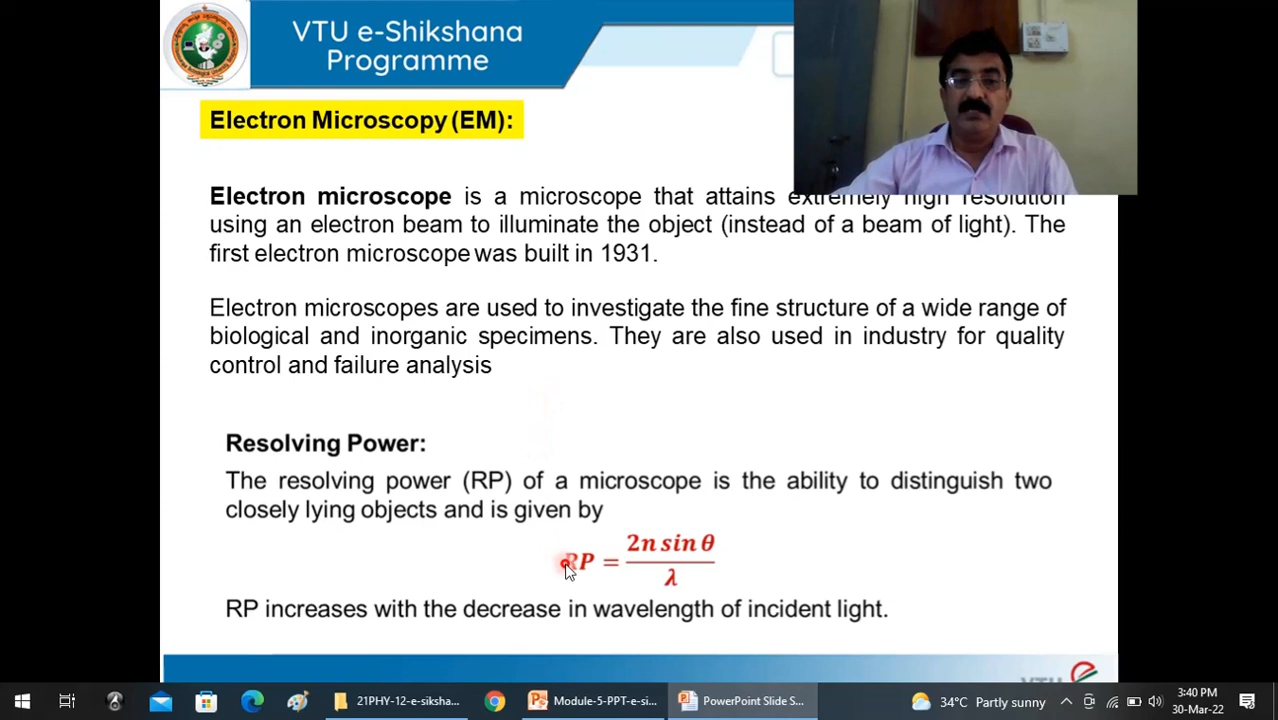 VTU e-Shikshana
Programme
Electron Microscopy (EM):
Electron microscope is a microscope that attains extremely high resolution
using an electron beam to illuminate the object (instead of a beam of light). The
first electron microscope was built in 1931.
Electron microscopes are used to investigate the fine structure of a wide range of
biological and inorganic specimens. They are also used in industry for quality
control and failure analysis
Resolving Power:
The resolving power (RP) of a microscope is the ability to distinguish two
closely lying objects and is given by
RP = 2n sin θ / λ
RP increases with the decrease in wavelength of incident light.
VTU e
21PHY-12-e-siksha... Module-5-PPT-e-si... PowerPoint Slide S... 34°C Partly sunny 3:40 PM
30-Mar-22